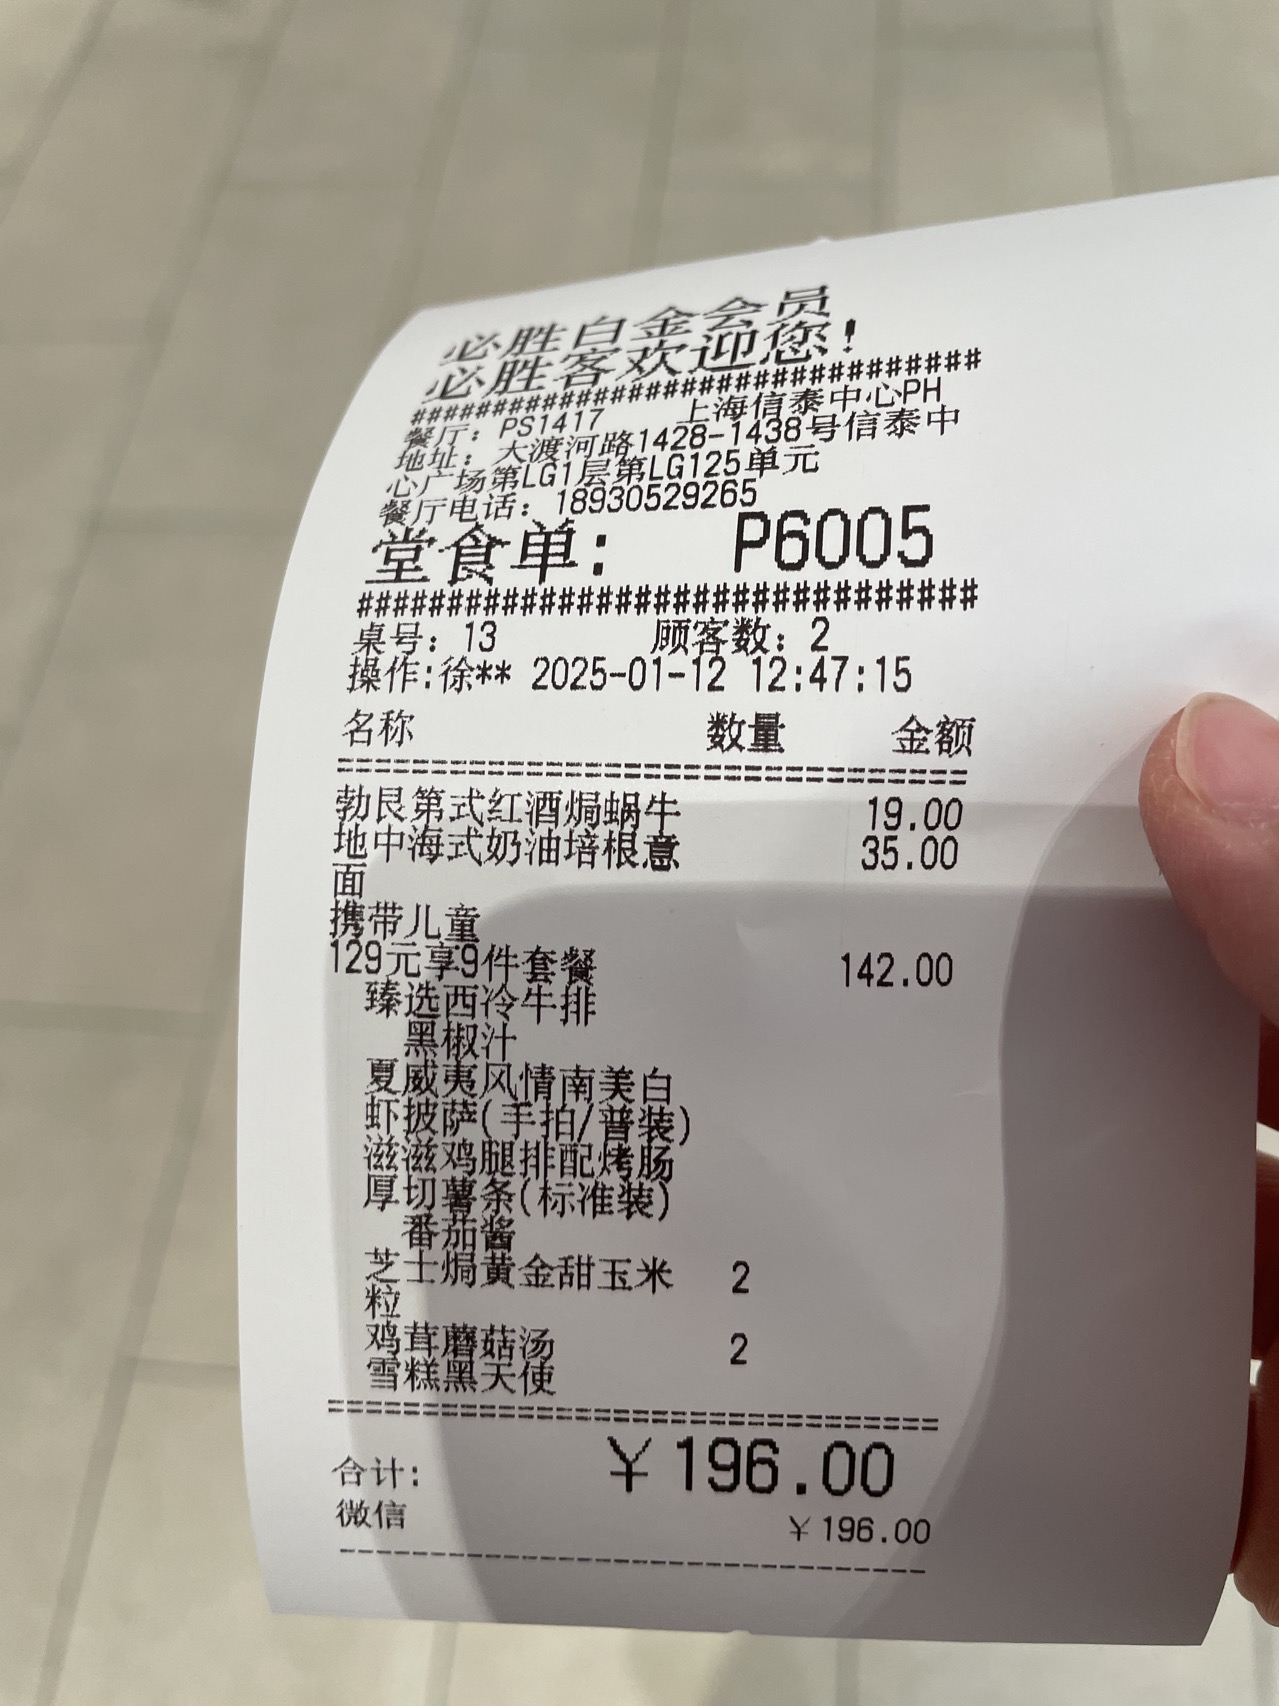 必胜白金会员
必胜客欢迎您!
##################################
餐厅: PS1417 上海信泰中心PH
地址: 大渡河路1428-1438号信泰中
心广场第LG1层第LG125单元
餐厅电话: 18930529265
堂食单: P6005
##################################
桌号: 13 顾客数: 2
操作:徐** 2025-01-12 12:47:15
名称 数量 金额
==================================
勃艮第式红酒焗蜗牛 19.00
地中海式奶油培根意 35.00
面
携带儿童
129元享9件套餐 142.00
臻选西冷牛排
黑椒汁
夏威夷风情南美白
虾披萨(手拍/普装)
滋滋鸡腿排配烤肠
厚切薯条(标准装)
番茄酱
芝士焗黄金甜玉米 2
粒
鸡茸蘑菇汤 2
雪糕黑天使
==================================
合计: ￥196.00
微信 ￥196.00
----------------------------------